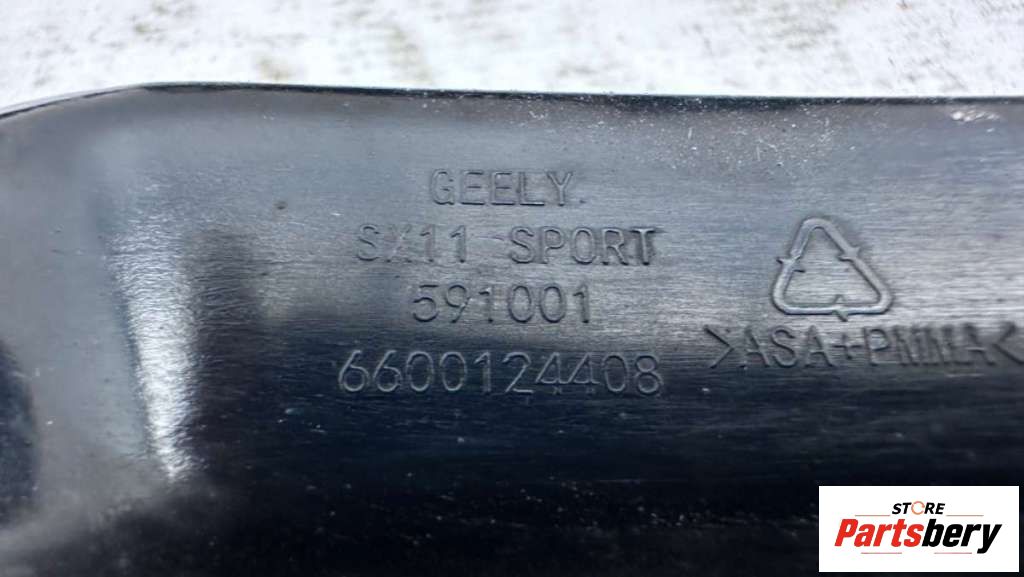 GEELY.
SX11 SPORT
591001
6600124408
>ASA+PMMA<
STORE
Partsbery